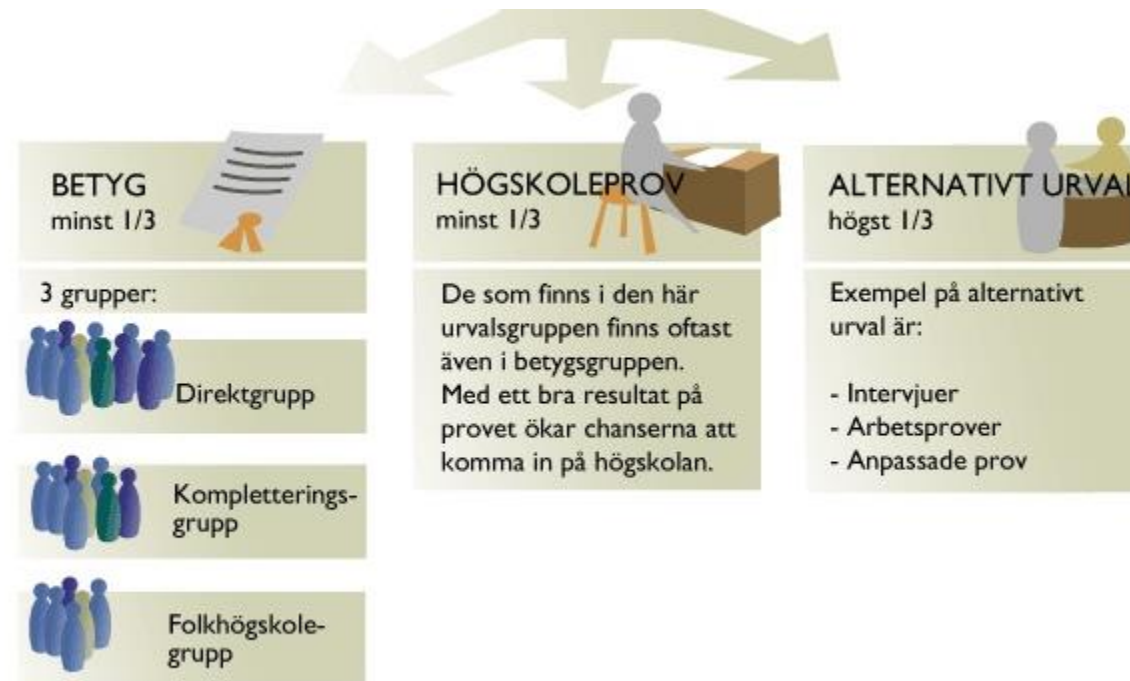 BETYG
minst 1/3
3 grupper:
Direktgrupp
Kompletterings-
grupp
Folkhögskole-
grupp
HÖGSKOLEPROV
minst 1/3
De som finns i den här
urvalsgruppen finns oftast
även i betygsgruppen.
Med ett bra resultat på
provet ökar chanserna att
komma in på högskolan.
ALTERNATIVT URVAL
högst 1/3
Exempel på alternativt
urval är:
- Intervjuer
- Arbetsprover
- Anpassade prov